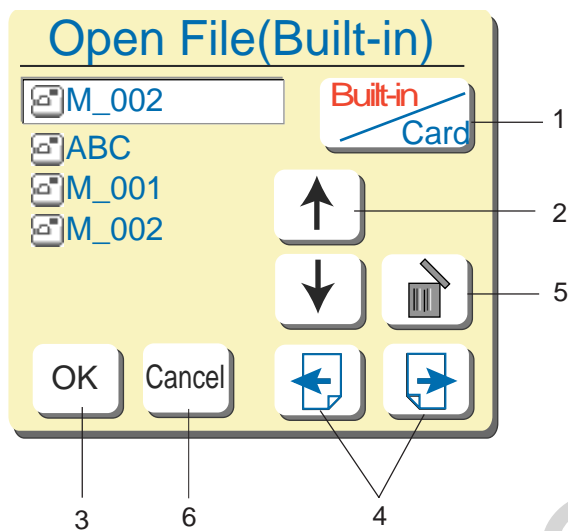 Open File(Built-in)
M_002
Built-in
Card
1
ABC
M_001
M_002
2
5
OK
Cancel
3
6
4